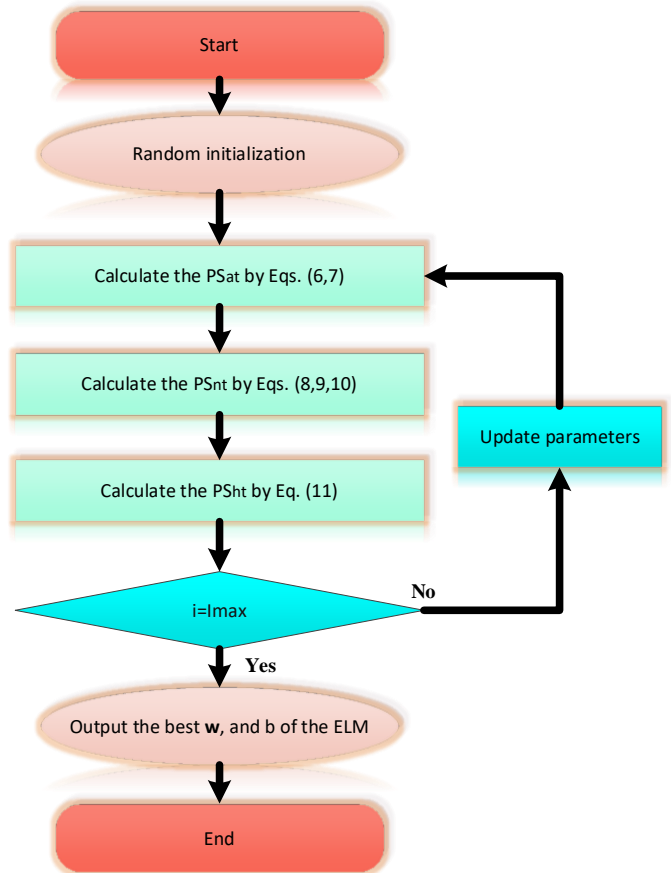 Start
Random initialization
Calculate the PSat by Eqs. (6,7)
Calculate the PSnt by Eqs. (8,9,10)
Update parameters
Calculate the PSht by Eq. (11)
No
i=Imax
Yes
Output the best w, and b of the ELM
End